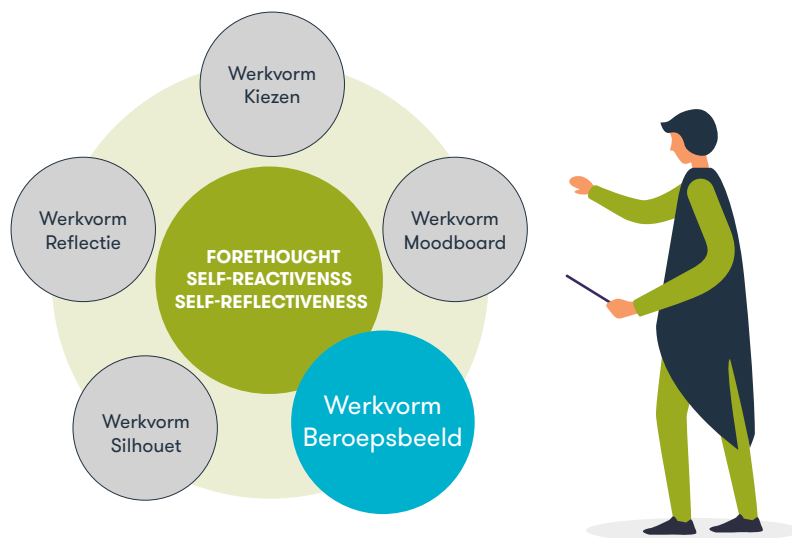 Werkvorm
Kiezen
Werkvorm
Reflectie
Werkvorm
Moodboard
FORETHOUGHT
SELF-REACTIVENSS
SELF-REFLECTIVENESS
Werkvorm
Silhouet
Werkvorm
Beroepsbeeld